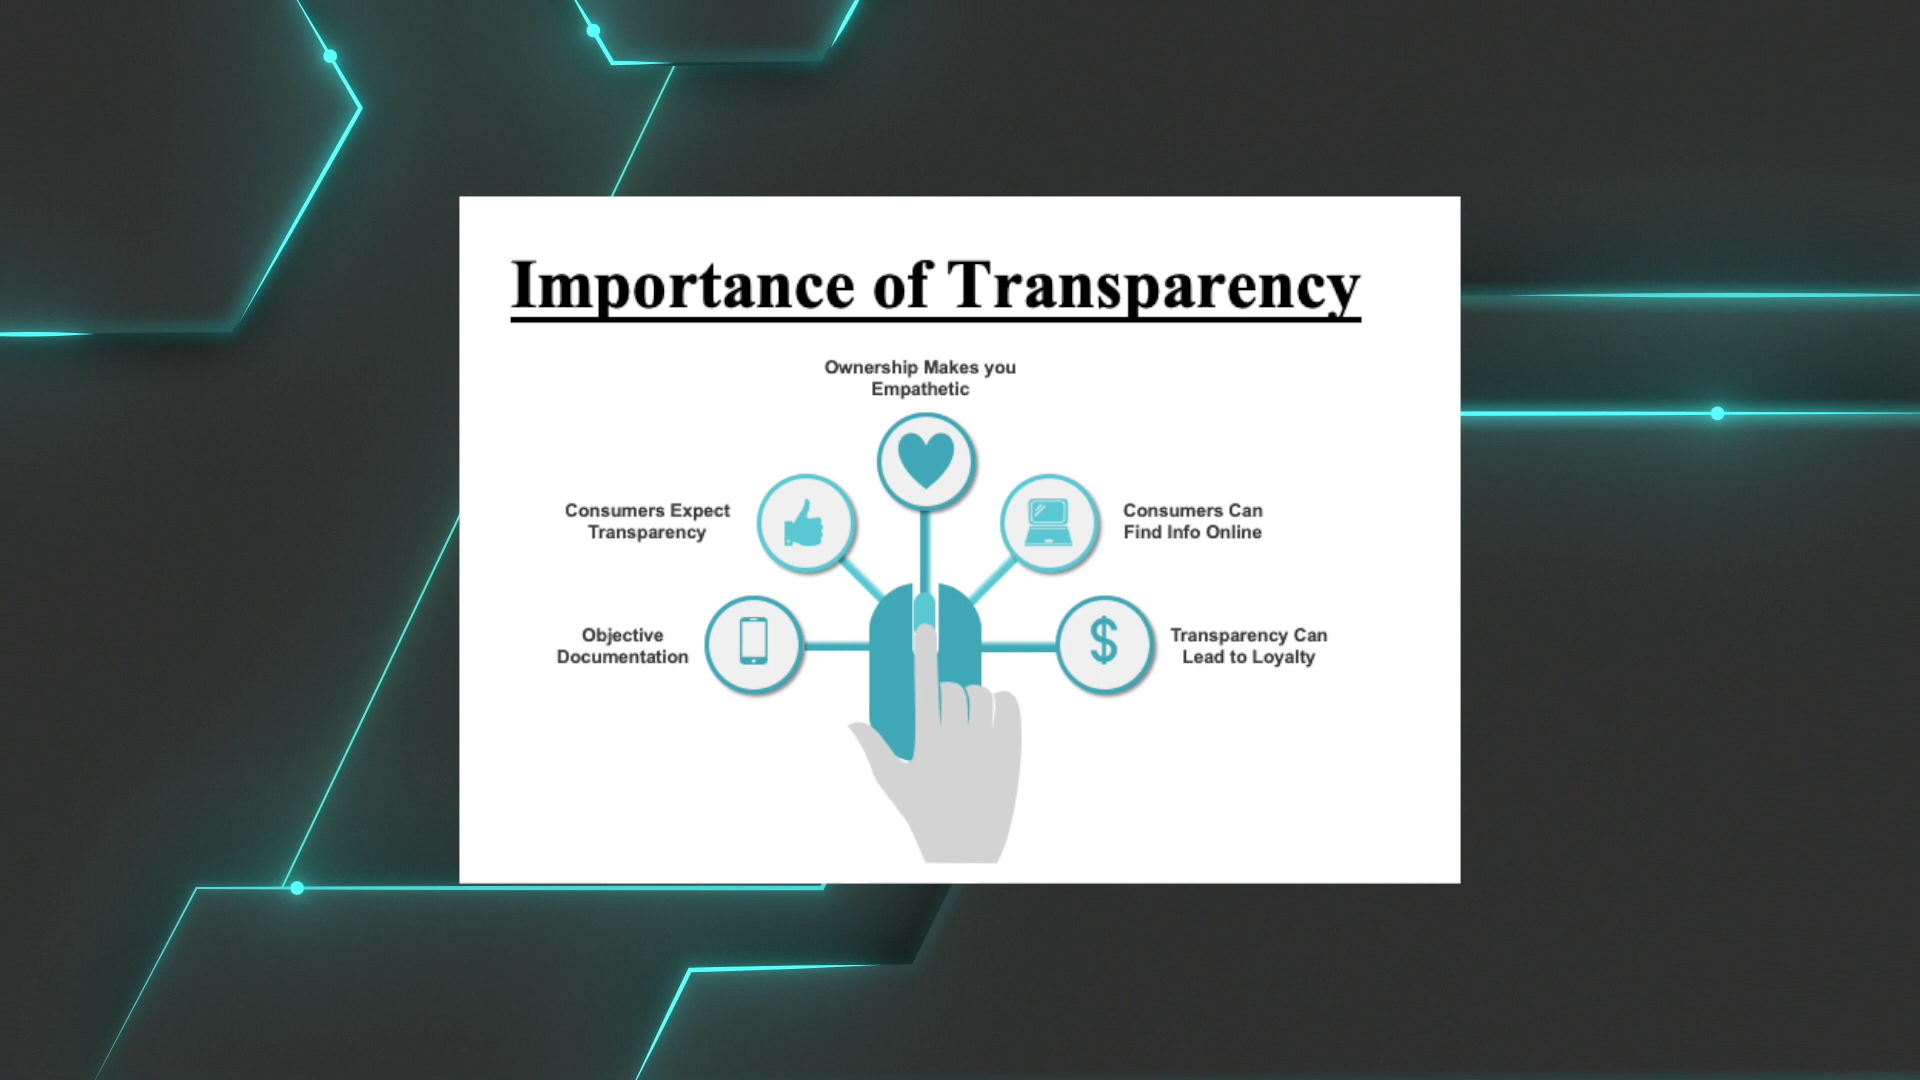 Importance of Transparency
Ownership Makes you
Empathetic
Consumers Expect
Transparency
Consumers Can
Find Info Online
Objective
Documentation
$
Transparency Can
Lead to Loyalty